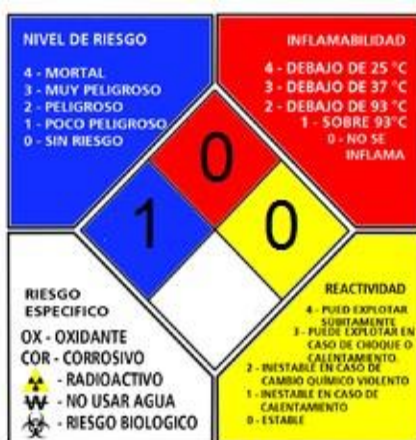 NIVEL DE RIESGO
4 - MORTAL
3 - MUY PELIGROSO
2 - PELIGROSO
1 - POCO PELIGROSO
0 - SIN RIESGO
INFLAMABILIDAD
4 - DEBAJO DE 25 °C
3 - DEBAJO DE 37 °C
2 - DEBAJO DE 93 °C
1 - SOBRE 93°C
0 - NO SE
INFLAMA
0
1
0
RIESGO
ESPECIFICO
OX - OXIDANTE
COR - CORROSIVO
- RADIOACTIVO
W - NO USAR AGUA
- RIESGO BIOLOGICO
REACTIVIDAD
4 - PUED EXPLOTAR
SUBITAMENTE
3 - PUEDE EXPLOTAR EN
CASO DE CHOQUE O
CALENTAMIENTO
2 - INESTABLE EN CASO DE
CAMBIO QUÍMICO VIOLENTO
1 - INESTABLE EN CASO DE
CALENTAMIENTO
0 - ESTABLE